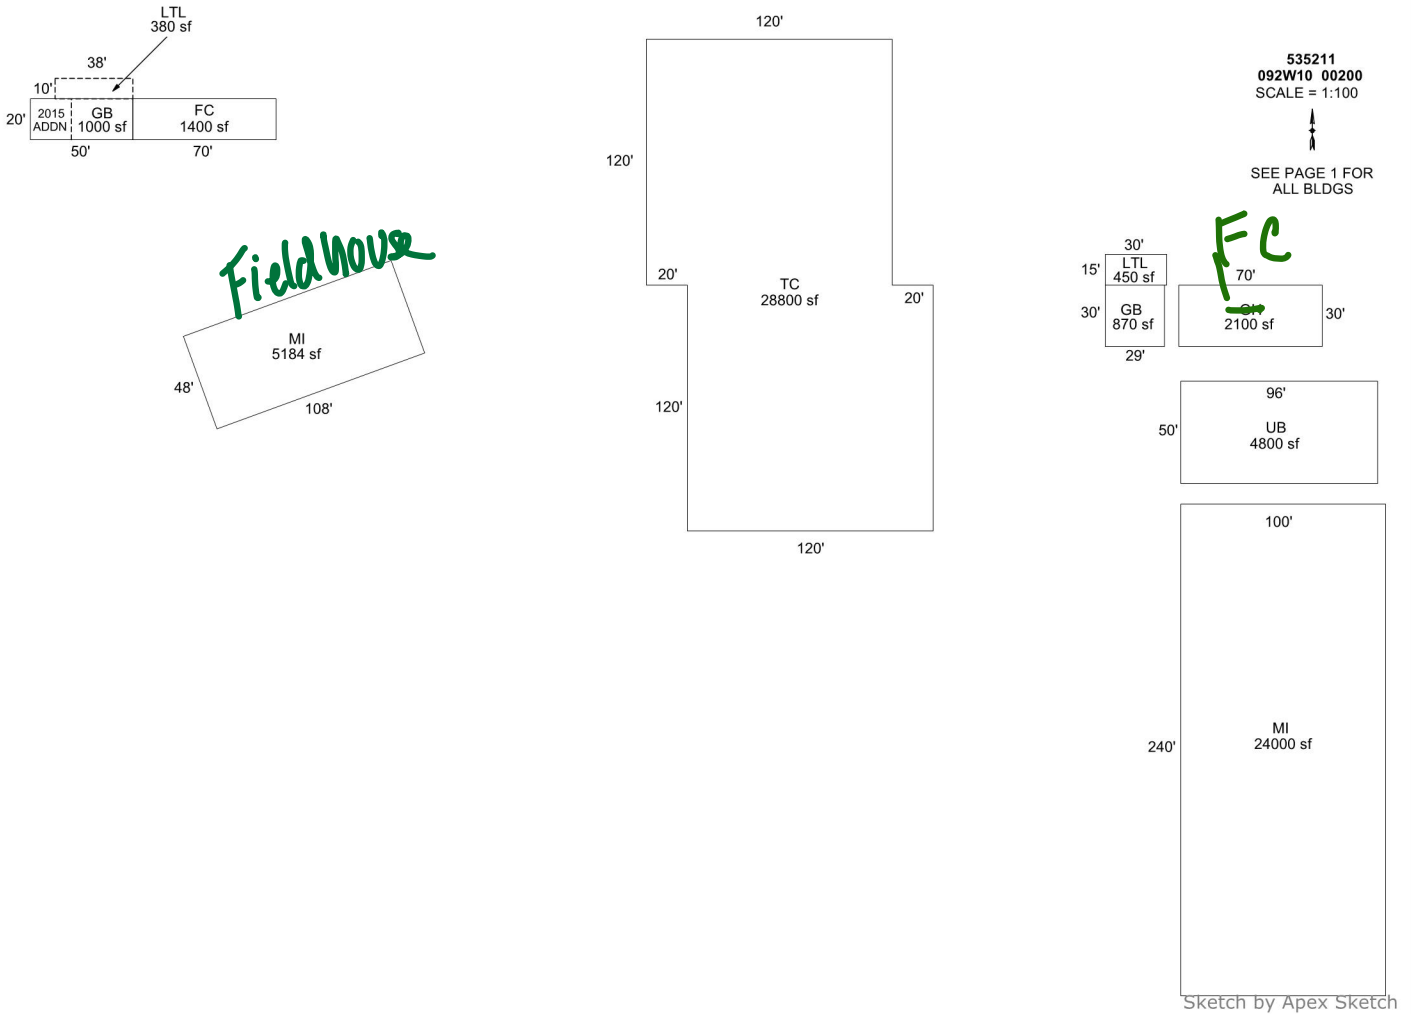 LTL
380 sf
38'
10'
20'
2015
ADDN
GB
1000 sf
FC
1400 sf
50'
70'
Fieldhouse
MI
5184 sf
48'
108'
120'
120'
20'
TC
28800 sf
20'
120'
120'
535211
092W10 00200
SCALE = 1:100
SEE PAGE 1 FOR
ALL BLDGS
FC
30'
15'
LTL
450 sf
70'
30'
GB
870 sf
2100 sf
30'
29'
96'
50'
UB
4800 sf
100'
240'
MI
24000 sf
Sketch by Apex Sketch